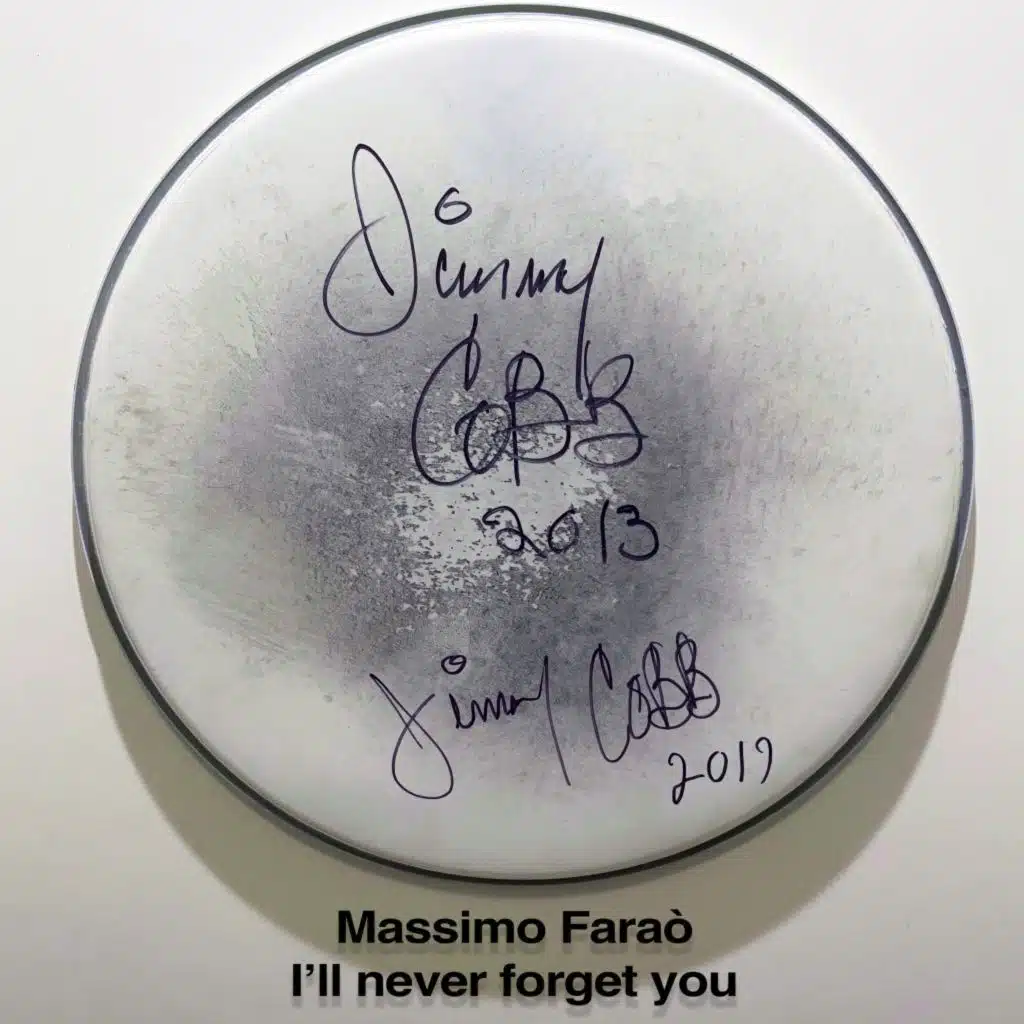 Jimmy
CoBB
2013
Jimmy CoBB
2019
Massimo Faraò
I’ll never forget you